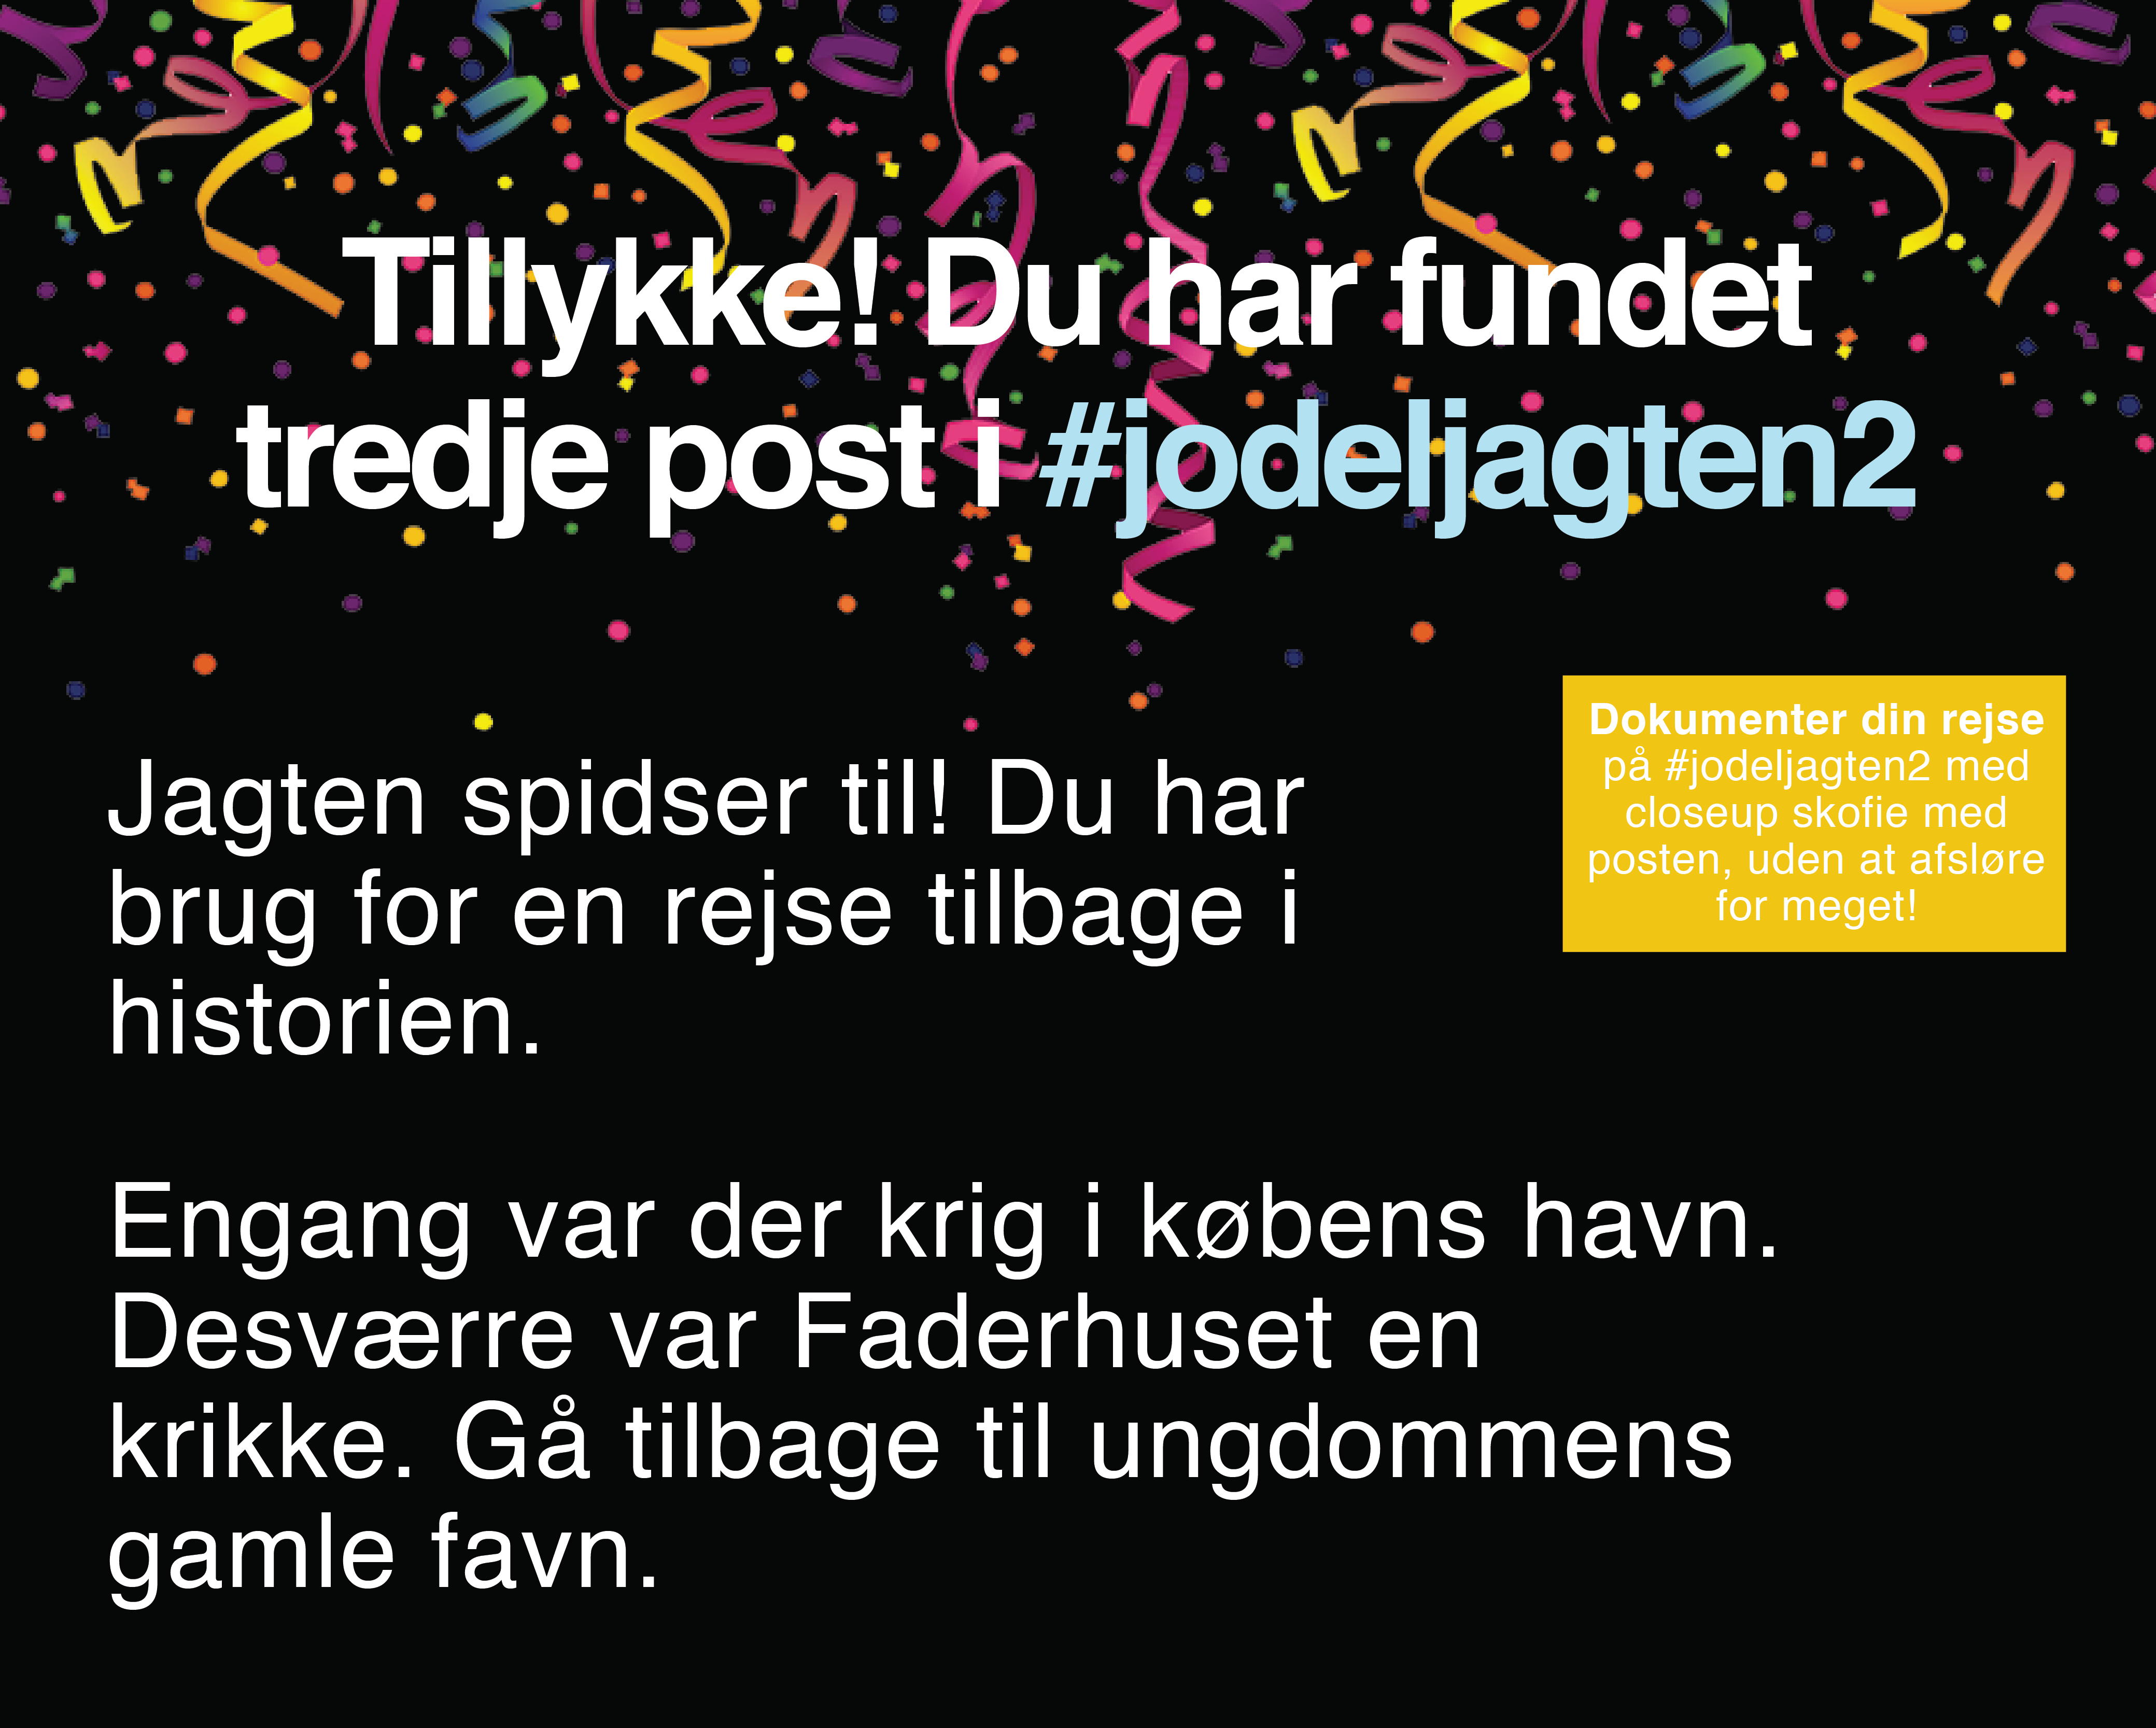 Tillykke! Du har fundet
tredje post i #jodeljagten2
Dokumenter din rejse
på #jodeljagten2 med
closeup skofie med
posten, uden at afsløre
for meget!
Jagten spidser til! Du har
brug for en rejse tilbage i
historien.
Engang var der krig i købens havn.
Desværre var Faderhuset en
krikke. Gå tilbage til ungdommens
gamle favn.